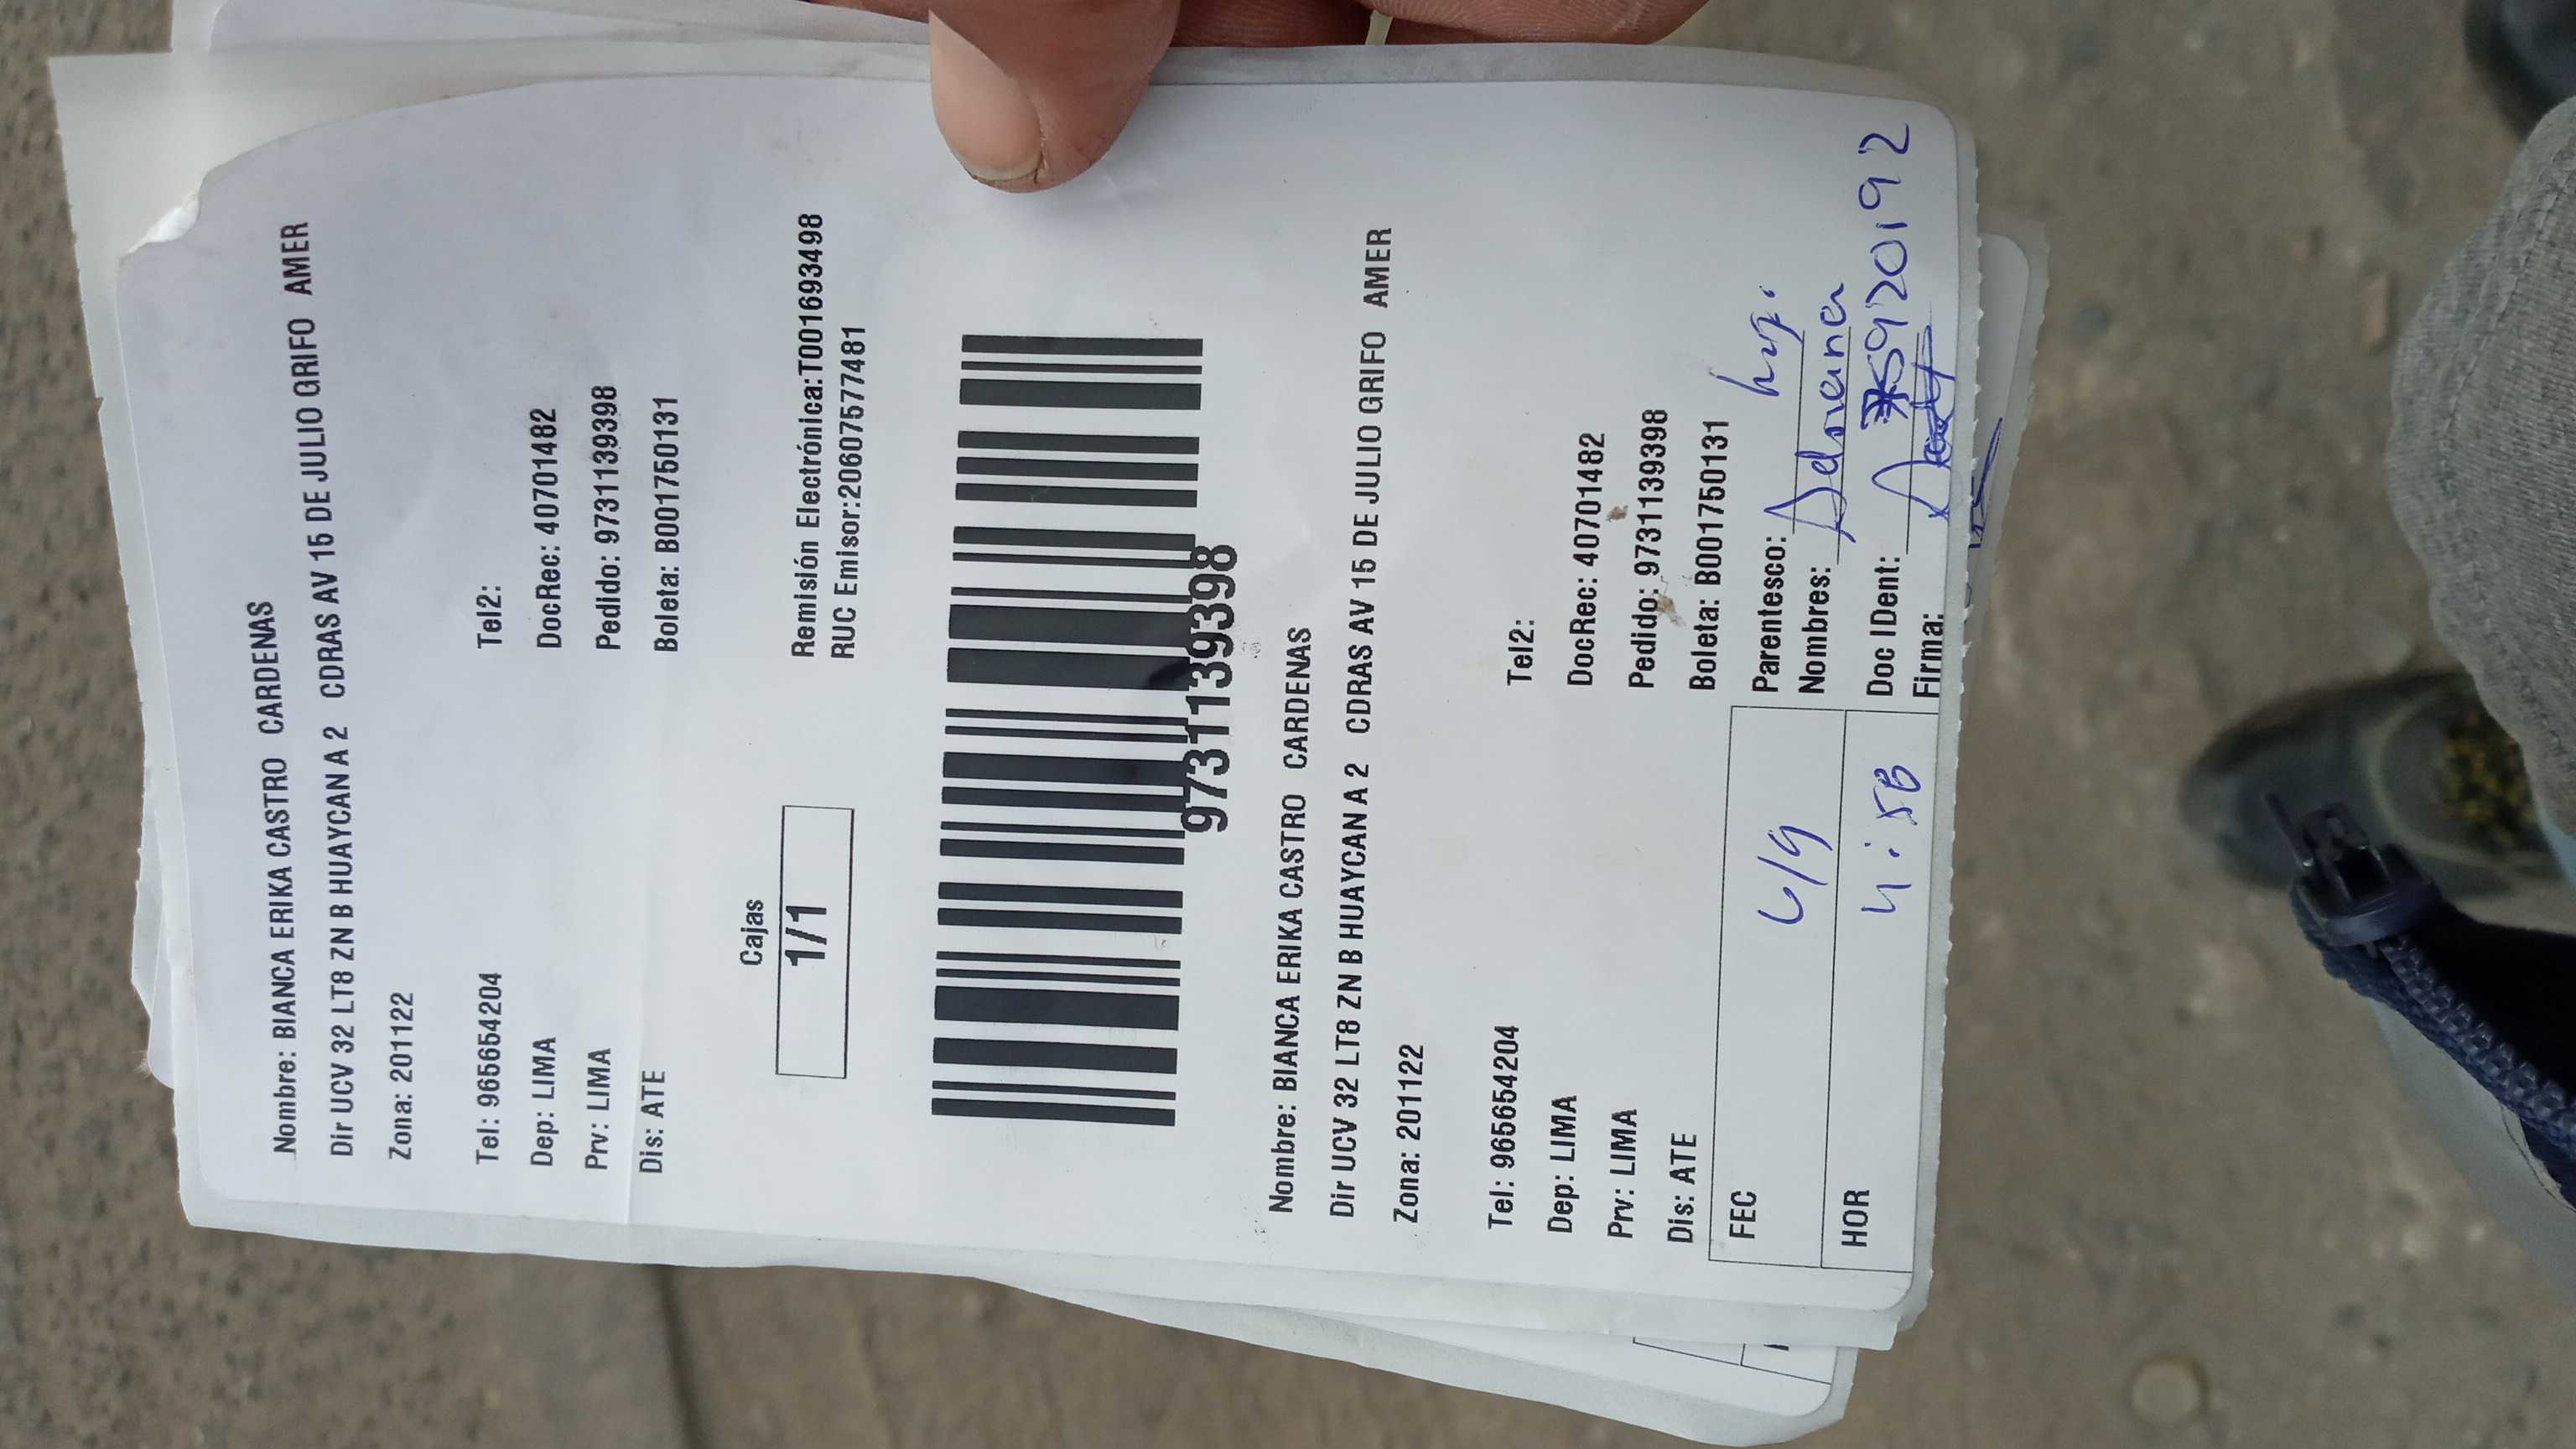 Nombre: BIANCA ERIKA CASTRO CARDENAS
Dir UCV 32 LT8 ZN B HUAYCAN A 2 CDRAS AV 15 DE JULIO GRIFO AMER
Zona: 201122
Tel: 965654204 Tel2:
Dep: LIMA DocRec: 40701482
Prv: LIMA Pedido: 9731139398
Dis: ATE Boleta: B001750131
Cajas
1/1
Remisión Electrónica:T001693498
RUC Emisor:20607577481
9731139398
Nombre: BIANCA ERIKA CASTRO CARDENAS
Dir UCV 32 LT8 ZN B HUAYCAN A 2 CDRAS AV 15 DE JULIO GRIFO AMER
Zona: 201122
Tel: 965654204 Tel2:
Dep: LIMA DocRec: 40701482
Prv: LIMA Pedido: 9731139398
Dis: ATE Boleta: B001750131
FEC 4/9 Parentesco:
Nombres: Adriana
HOR Doc IDent: 75920192
Firma: